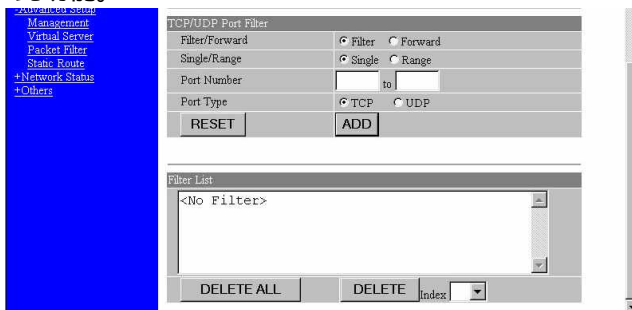 -Advanced Setup
Management
Virtual Server
Packet Filter
Static Route
+Network Status
+Others
TCP/UDP Port Filter
Filter/Forward Filter Forward
Single/Range Single Range
Port Number to
Port Type TCP UDP
RESET ADD
Filter List
<No Filter>
DELETE ALL DELETE Index